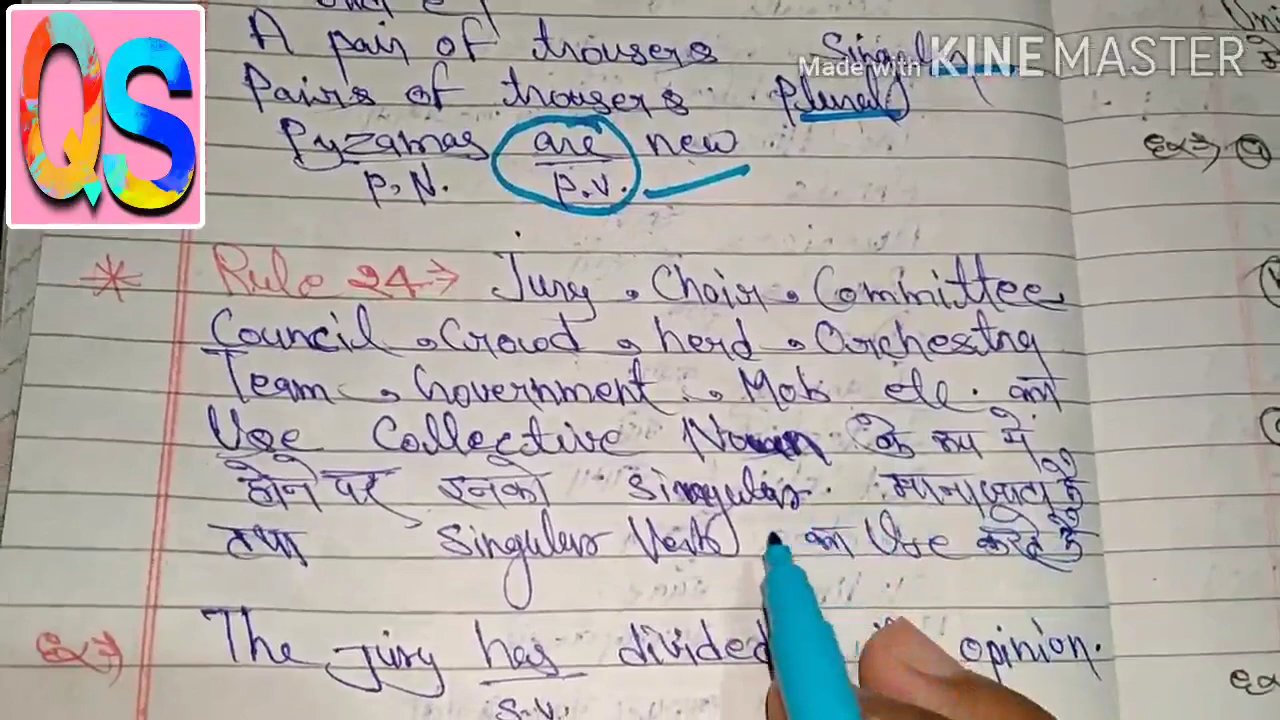 QS
A pair of trousers Singular
Made with KINEMASTER
Pairs of trousers Plural
Pyzamas are new
P.N. P.V.
Rule 24→ Jury, Chair, Committee
Council, Crowd, herd, Orchestra
Team, Government, Mob etc. का
Use Collective Noun के रूप में
होने पर इनको Singular माना जाता है
तथा Singular Verb का Use करते हैं
Ex→ The jury has divided in opinion.
S.V.